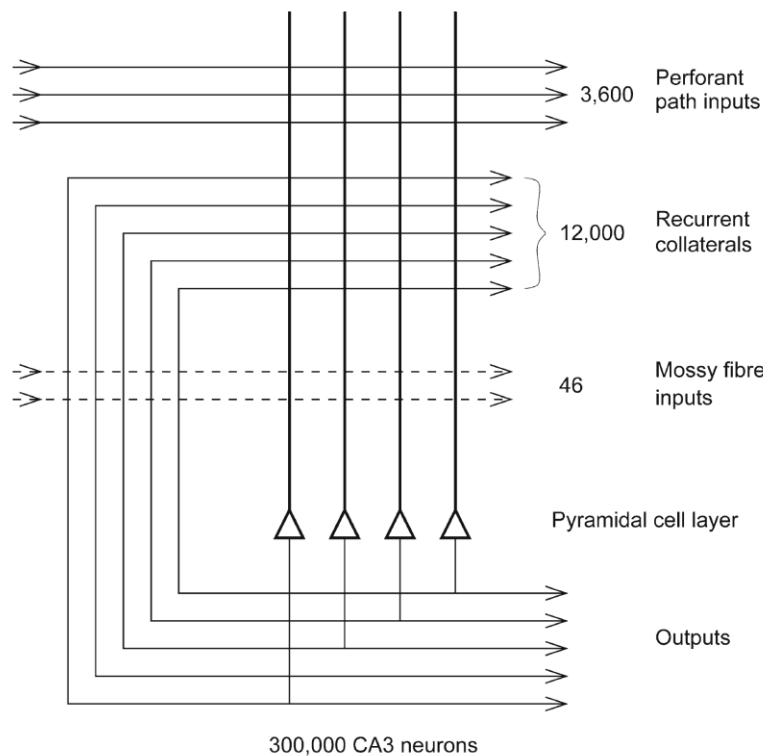 3,600
Perforant
path inputs
12,000
Recurrent
collaterals
46
Mossy fibre
inputs
Pyramidal cell layer
Outputs
300,000 CA3 neurons